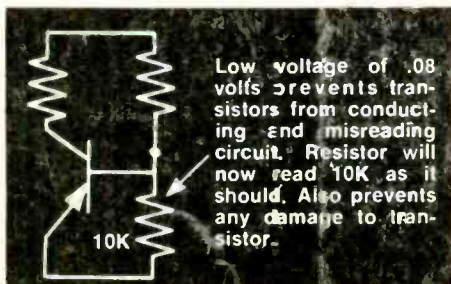 Low voltage of .08
volts prevents tran-
sistors from conduct-
ing and misreading
circuit. Resistor will
now read 10K as it
should. Also prevents
any damage to tran-
sistor.
10K